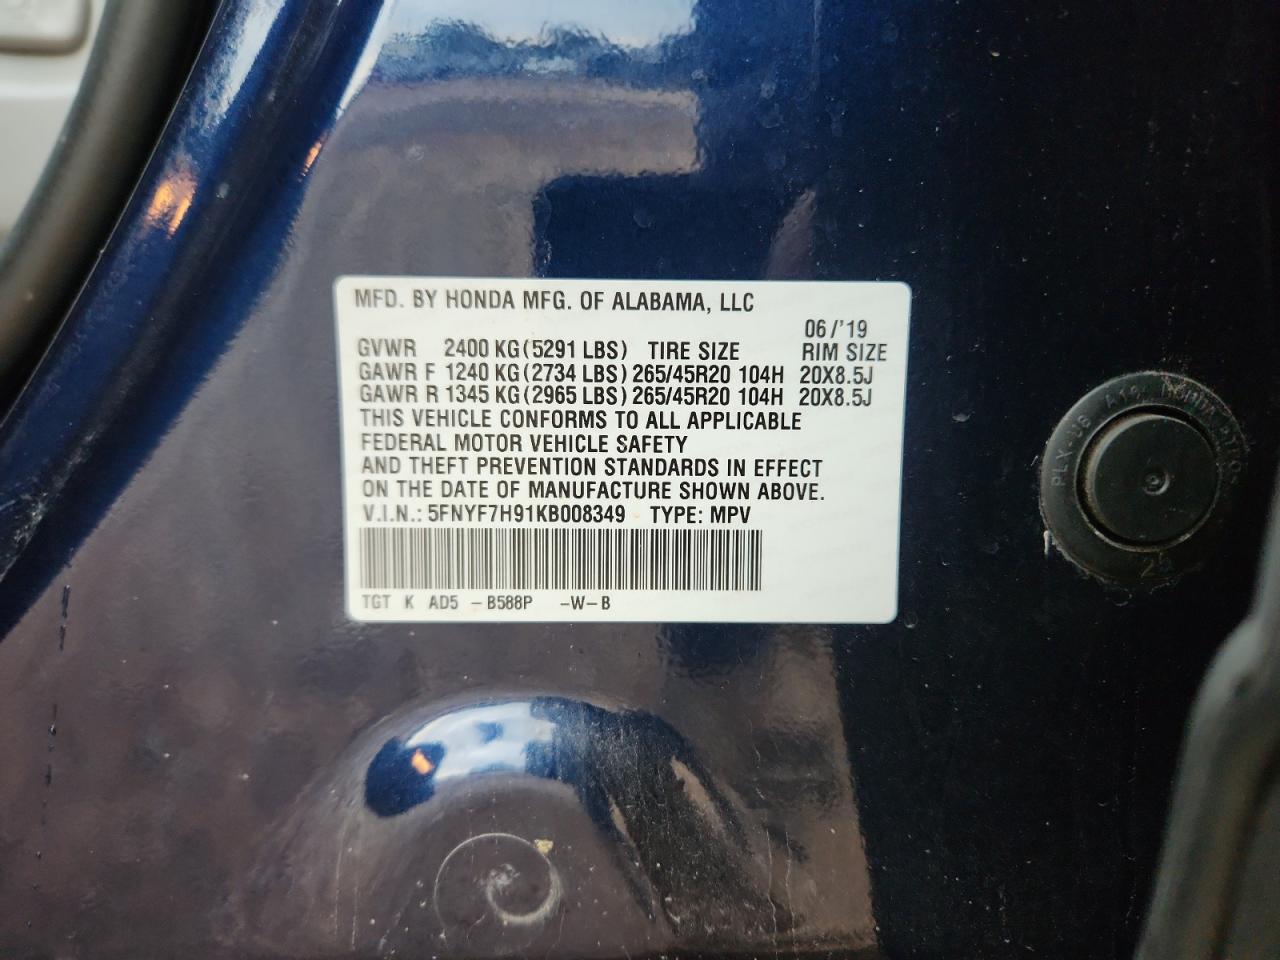 MFD. BY HONDA MFG. OF ALABAMA, LLC
06/'19
GVWR 2400 KG(5291 LBS) TIRE SIZE RIM SIZE
GAWR F 1240 KG(2734 LBS) 265/45R20 104H 20X8.5J
GAWR R 1345 KG(2965 LBS) 265/45R20 104H 20X8.5J
THIS VEHICLE CONFORMS TO ALL APPLICABLE
FEDERAL MOTOR VEHICLE SAFETY
AND THEFT PREVENTION STANDARDS IN EFFECT
ON THE DATE OF MANUFACTURE SHOWN ABOVE.
V.I.N.: 5FNYF7H91KB008349 TYPE: MPV
TGT K AD5 -B588P -W-B